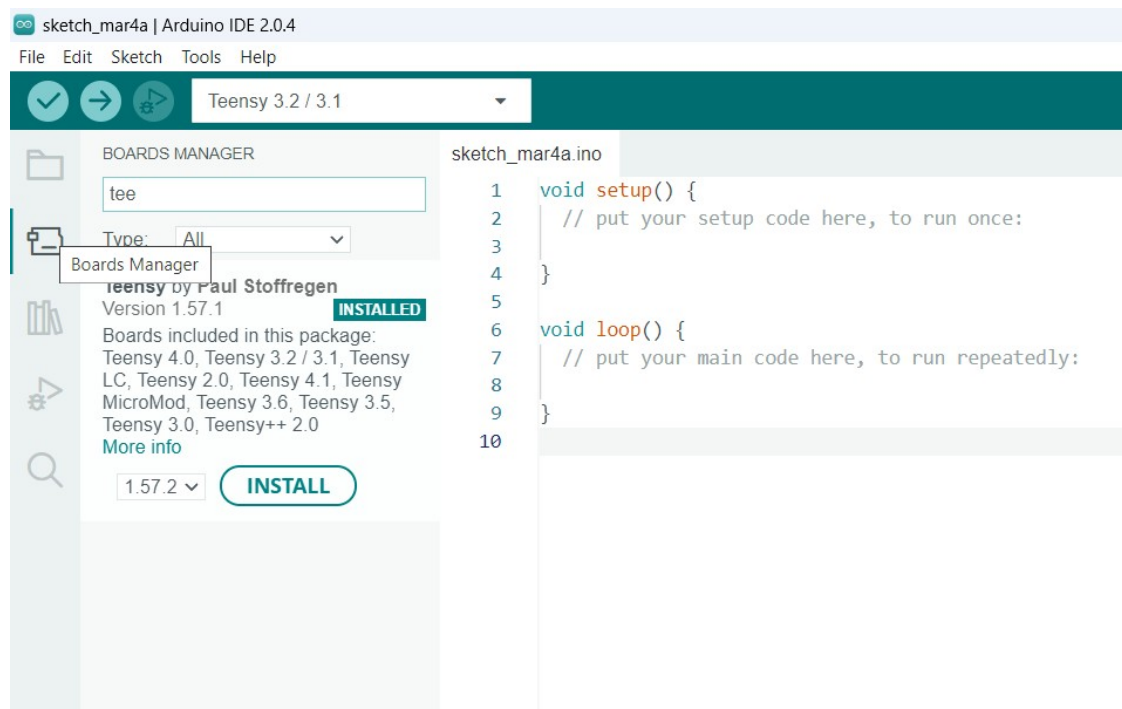 sketch_mar4a | Arduino IDE 2.0.4
File Edit Sketch Tools Help
Teensy 3.2 / 3.1
BOARDS MANAGER
tee
Type: All
Boards Manager
Teensy by Paul Stoffregen
Version 1.57.1 INSTALLED
Boards included in this package:
Teensy 4.0, Teensy 3.2 / 3.1, Teensy
LC, Teensy 2.0, Teensy 4.1, Teensy
MicroMod, Teensy 3.6, Teensy 3.5,
Teensy 3.0, Teensy++ 2.0
More info
1.57.2 INSTALL
sketch_mar4a.ino
1 void setup() {
2 // put your setup code here, to run once:
3
4 }
5
6 void loop() {
7 // put your main code here, to run repeatedly:
8
9 }
10